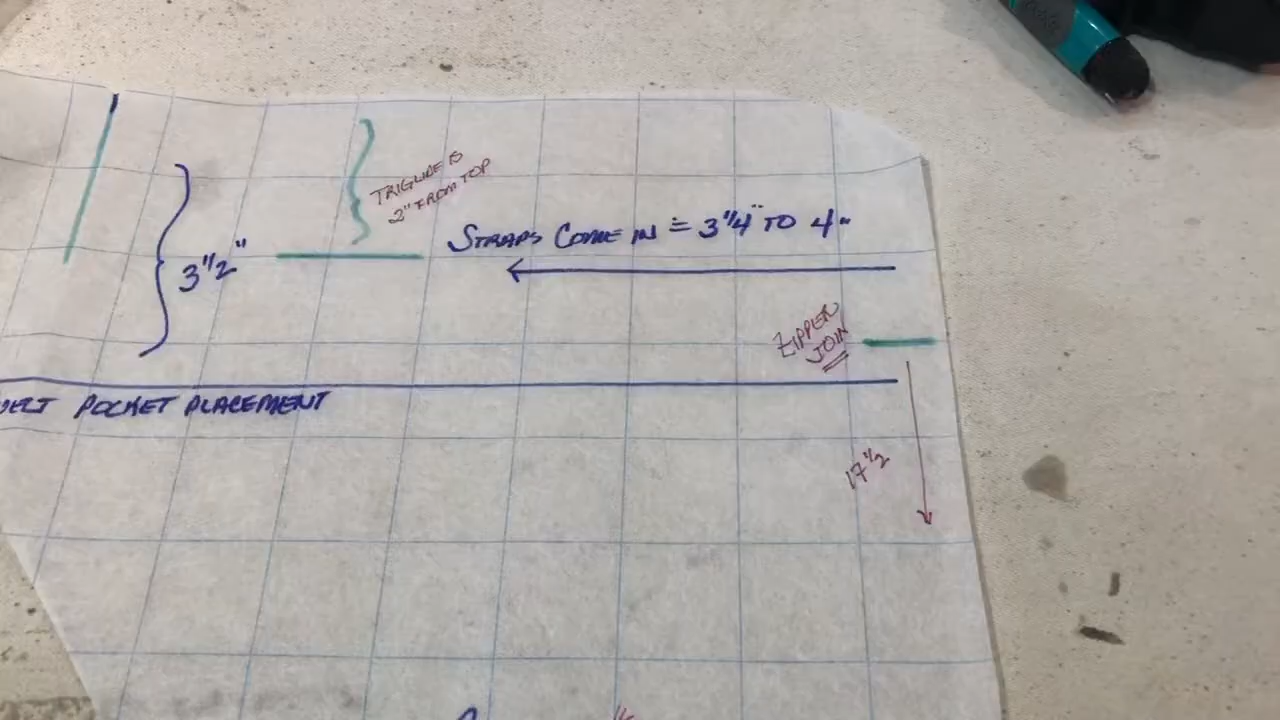 TRIGLIDE IS
2" FROM TOP
STRAPS COME IN ≐ 3 1/4" TO 4"
3 1/2"
ZIPPER
JOIN
POCKET PLACEMENT
17 1/2